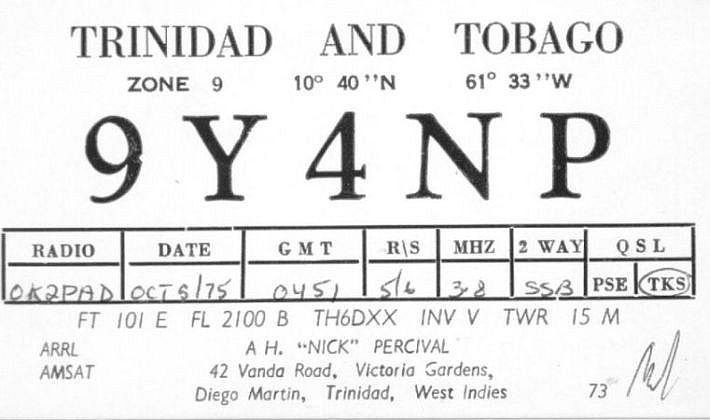 TRINIDAD AND TOBAGO
ZONE 9 10° 40''N 61° 33''W
9Y4NP
RADIO DATE GMT R\S MHZ 2 WAY QSL
OK2PAD OCT 5/75 0451 5/6 3.8 SSB PSE TKS
FT 101 E FL 2100 B TH6DXX INV V TWR 15 M
ARRL A H. "NICK" PERCIVAL
AMSAT 42 Vanda Road, Victoria Gardens,
Diego Martin, Trinidad, West Indies 73